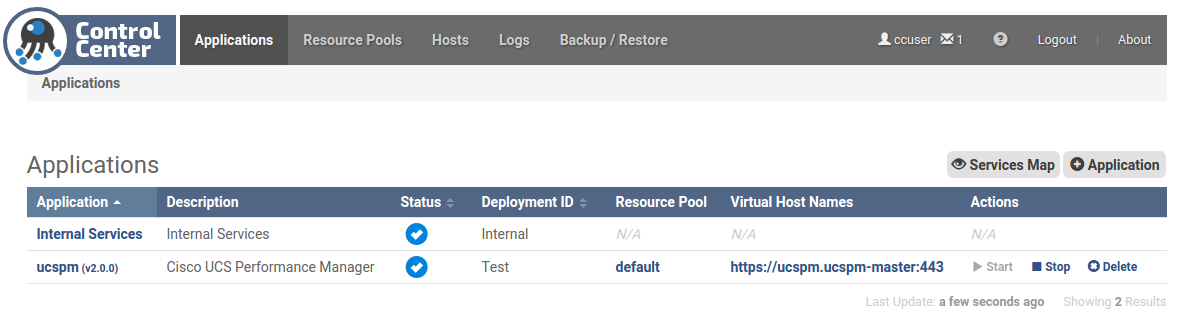 Control Center
Applications Resource Pools Hosts Logs Backup / Restore ccuser 1 ? Logout | About
Applications
Applications
Services Map Application
Application Description Status Deployment ID Resource Pool Virtual Host Names Actions
Internal Services Internal Services Internal N/A N/A N/A
ucspm (v2.0.0) Cisco UCS Performance Manager Test default https://ucspm.ucspm-master:443 Start Stop Delete
Last Update: a few seconds ago Showing 2 Results